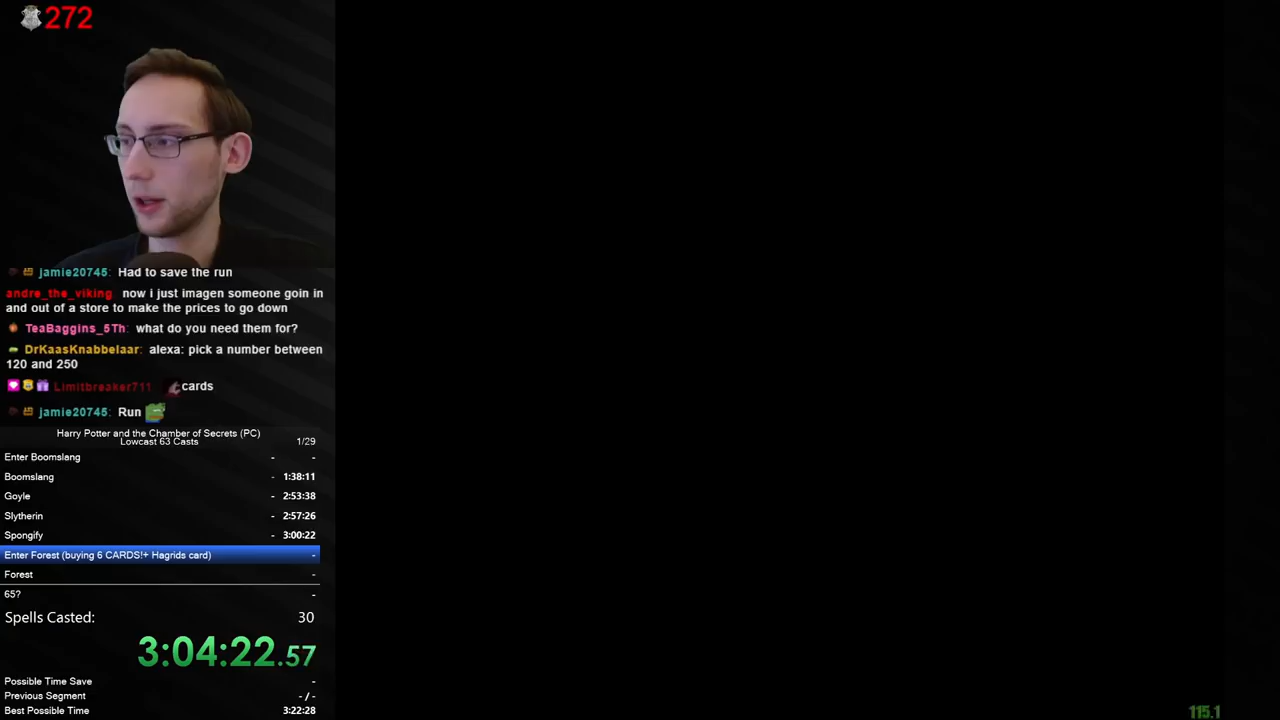 272
jamie20745: Had to save the run
andre_the_viking now i just imagen someone goin in
and out of a store to make the prices to go down
TeaBaggins_5Th: what do you need them for?
DrKaasKnabbelaar: alexa: pick a number between
120 and 250
Limitbreaker711 cards
jamie20745: Run
Harry Potter and the Chamber of Secrets (PC)
Lowcast 63 Casts 1/29
Enter Boomslang - -
Boomslang - 1:38:11
Goyle - 2:53:38
Slytherin - 2:57:26
Spongify - 3:00:22
Enter Forest (buying 6 CARDS!+ Hagrids card) -
Forest -
65? -
Spells Casted: 30
3:04:22.57
Possible Time Save -
Previous Segment - / -
Best Possible Time 3:22:28
115.1